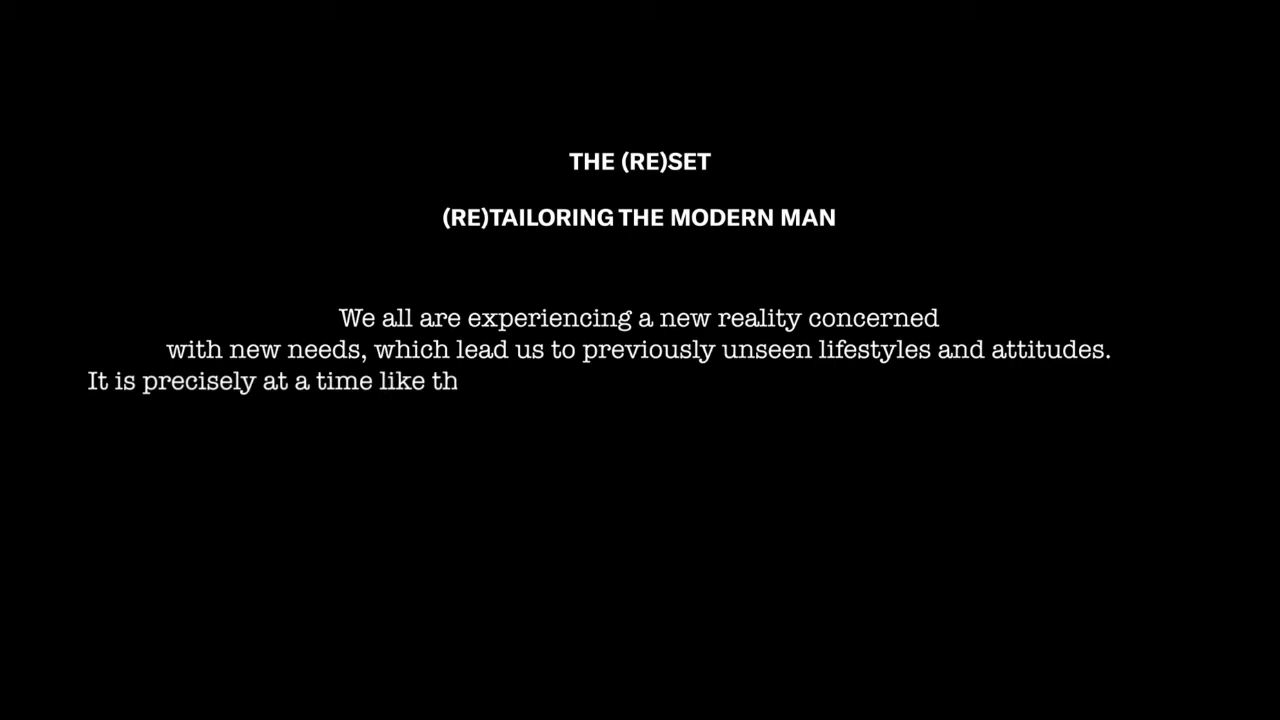 THE (RE)SET
(RE)TAILORING THE MODERN MAN
We all are experiencing a new reality concerned
with new needs, which lead us to previously unseen lifestyles and attitudes.
It is precisely at a time like th